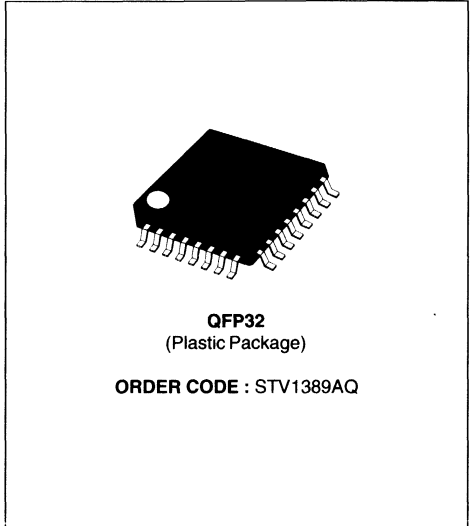 QFP32
(Plastic Package)
ORDER CODE : STV1389AQ